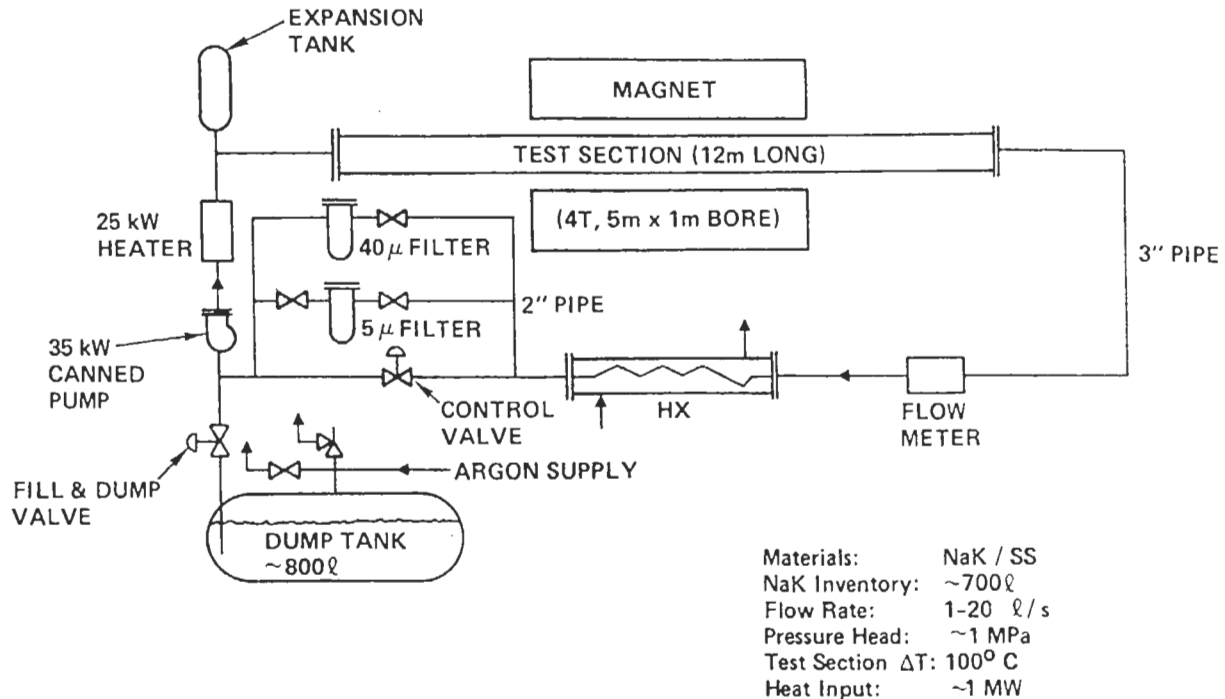 EXPANSION
TANK
MAGNET
TEST SECTION (12m LONG)
25 kW
HEATER
40 μ FILTER
(4T, 5m x 1m BORE)
3″ PIPE
2″ PIPE
5 μ FILTER
35 kW
CANNED
PUMP
CONTROL
VALVE
HX
FLOW
METER
ARGON SUPPLY
FILL & DUMP
VALVE
DUMP TANK
~800ℓ
Materials: NaK / SS
NaK Inventory: ~700ℓ
Flow Rate: 1-20 ℓ/s
Pressure Head: ~1 MPa
Test Section ΔT: 100° C
Heat Input: ~1 MW